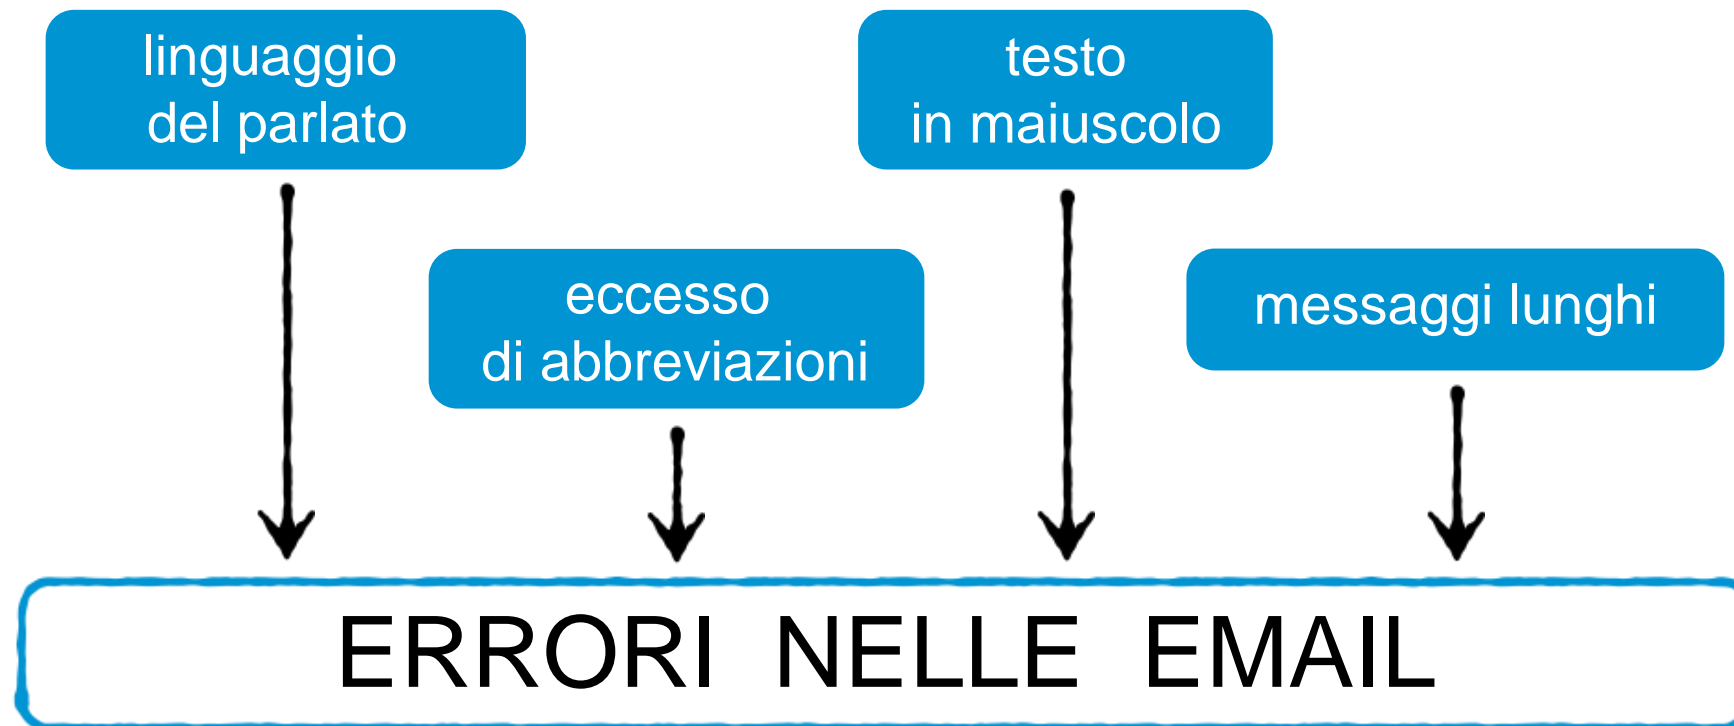 linguaggio
del parlato
testo
in maiuscolo
eccesso
di abbreviazioni
messaggi lunghi
ERRORI NELLE EMAIL